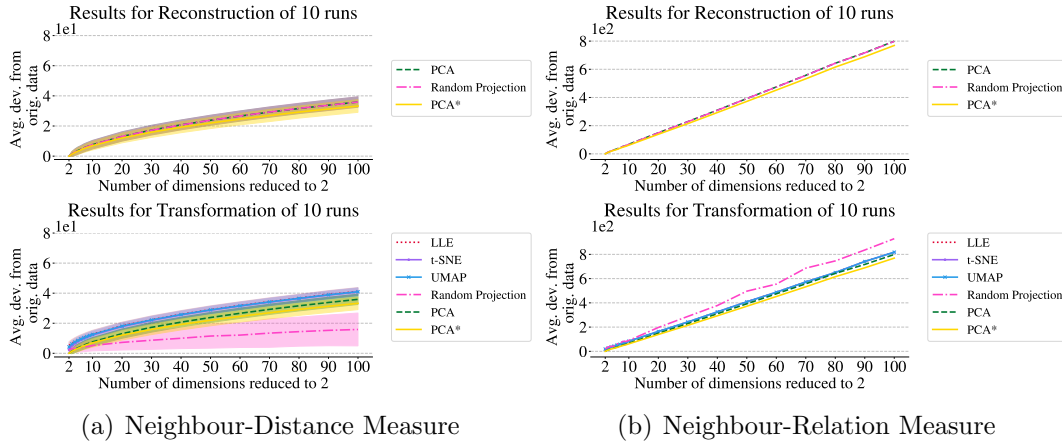 Results for Reconstruction of 10 runs
1e1
8
6
4
2
0
Avg. dev. from
orig. data
2 10 20 30 40 50 60 70 80 90 100
Number of dimensions reduced to 2
PCA
Random Projection
PCA*
Results for Transformation of 10 runs
1e1
8
6
4
2
0
Avg. dev. from
orig. data
2 10 20 30 40 50 60 70 80 90 100
Number of dimensions reduced to 2
LLE
t-SNE
UMAP
Random Projection
PCA
PCA*
(a) Neighbour-Distance Measure
Results for Reconstruction of 10 runs
1e2
8
6
4
2
0
Avg. dev. from
orig. data
2 10 20 30 40 50 60 70 80 90 100
Number of dimensions reduced to 2
PCA
Random Projection
PCA*
Results for Transformation of 10 runs
1e2
8
6
4
2
0
Avg. dev. from
orig. data
2 10 20 30 40 50 60 70 80 90 100
Number of dimensions reduced to 2
LLE
t-SNE
UMAP
Random Projection
PCA
PCA*
(b) Neighbour-Relation Measure